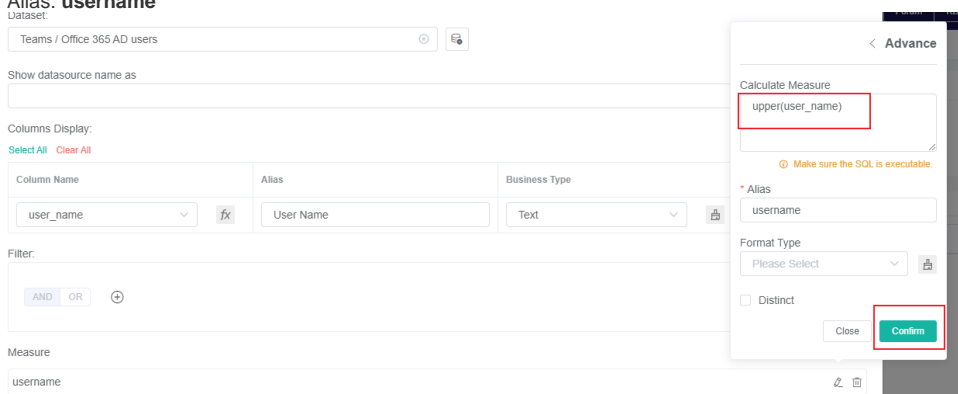 Alias: username
Dataset:
Teams / Office 365 AD users
Show datasource name as
Columns Display:
Select All Clear All
Column Name Alias Business Type
user_name fx User Name Text
Filter:
AND OR
Measure
username
Forum
< Advance
Calculate Measure
upper(user_name)
Make sure the SQL is executable.
* Alias
username
Format Type
Please Select
Distinct
Close Confirm